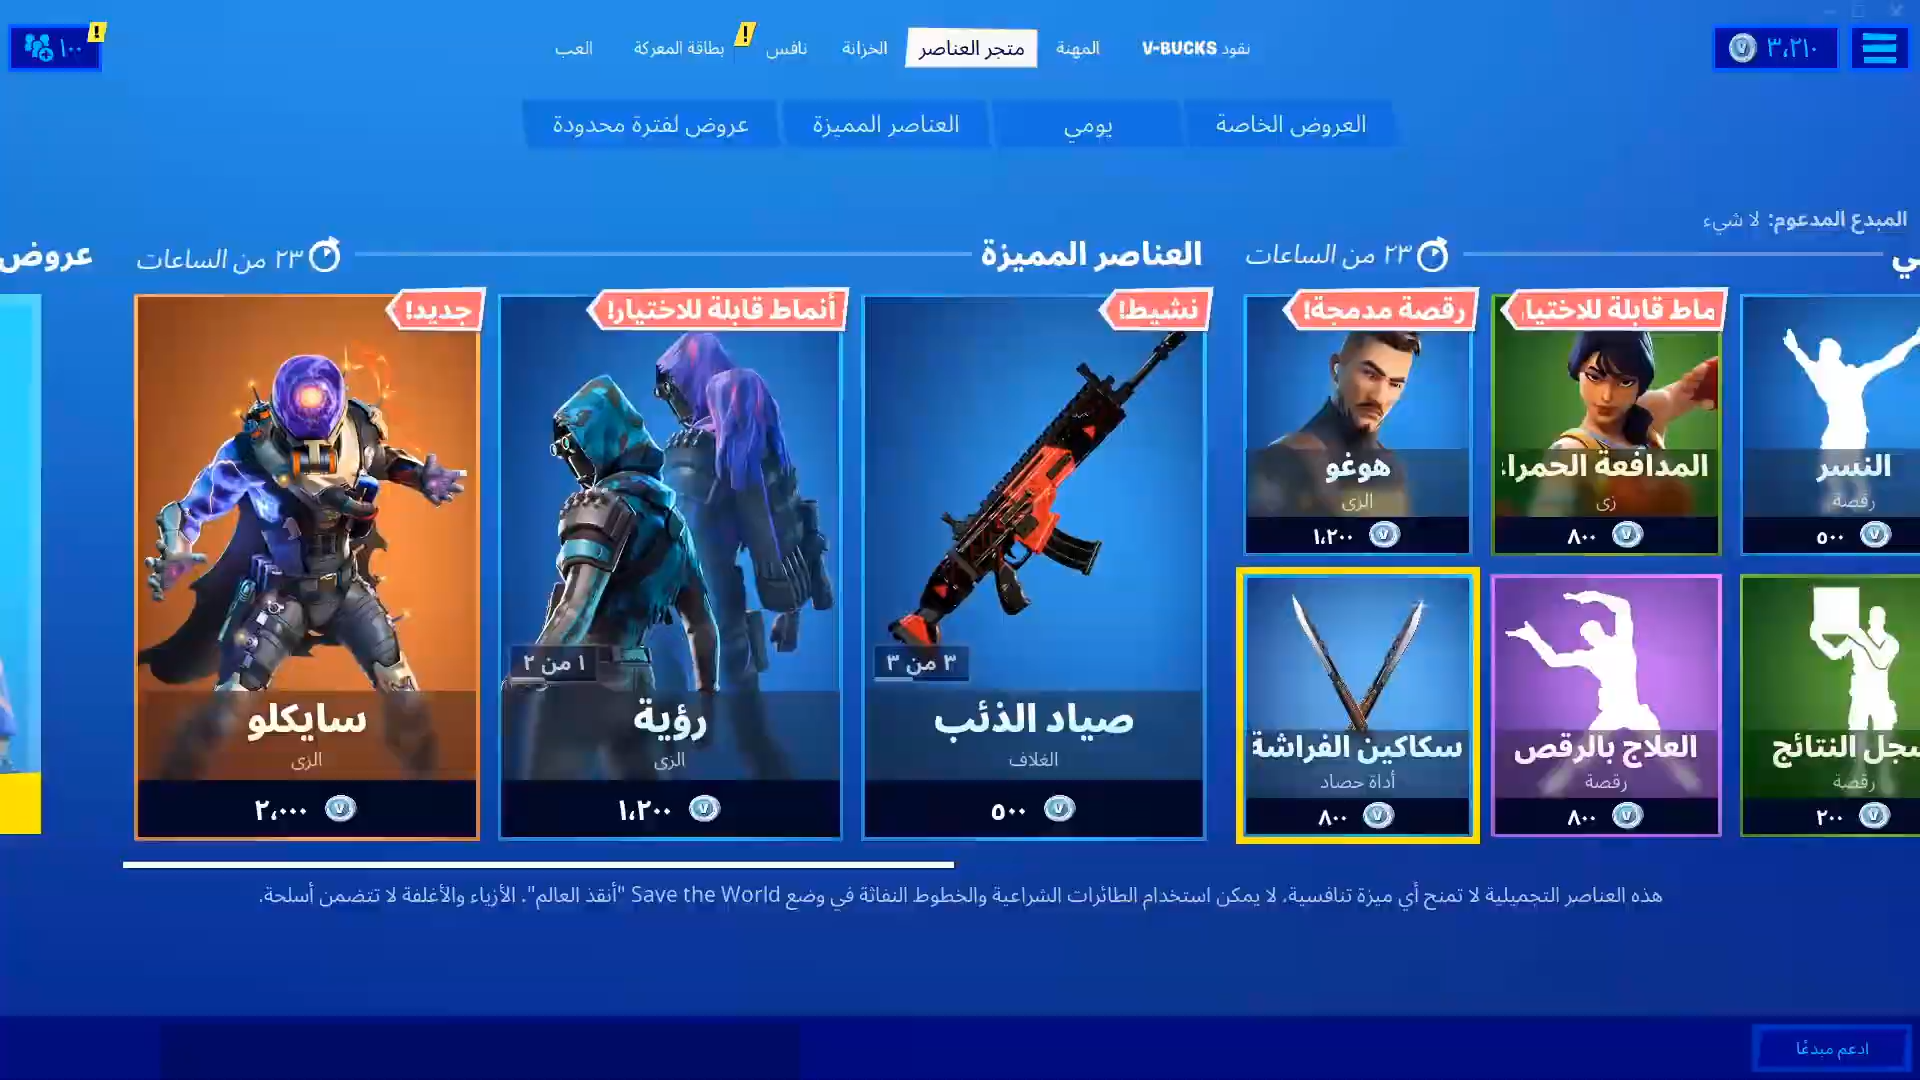 ١٠٠
العب
بطاقة المعركة
نافس
الخزانة
متجر العناصر
المهنة
نقود V-BUCKS
٣،٢١٠
العروض الخاصة
يومي
العناصر المميزة
عروض لفترة محدودة
المبدع المدعوم: لا شيء
٢٣ من الساعات
العناصر المميزة
٢٣ من الساعات
عروض
النسر
رقصة
٥٠٠
ماط قابلة للاختيا
المدافعة الحمرا
زي
٨٠٠
رقصة مدمجة!
هوغو
الزي
١،٢٠٠
سجل النتائج
رقصة
٢٠٠
العلاج بالرقص
رقصة
٨٠٠
سكاكين الفراشة
أداة حصاد
٨٠٠
نشيط!
٣ من ٣
صياد الذئب
الغلاف
٥٠٠
أنماط قابلة للاختيار!
١ من ٢
رؤية
الزي
١،٢٠٠
جديد!
سايكلو
الزي
٢،٠٠٠
هذه العناصر التجميلية لا تمنح أي ميزة تنافسية، لا يمكن استخدام الطائرات الشراعية والخطوط النفاثة في وضع Save the World "أنقذ العالم". الأزياء والأغلفة لا تتضمن أسلحة.
ادعم مبدعًا